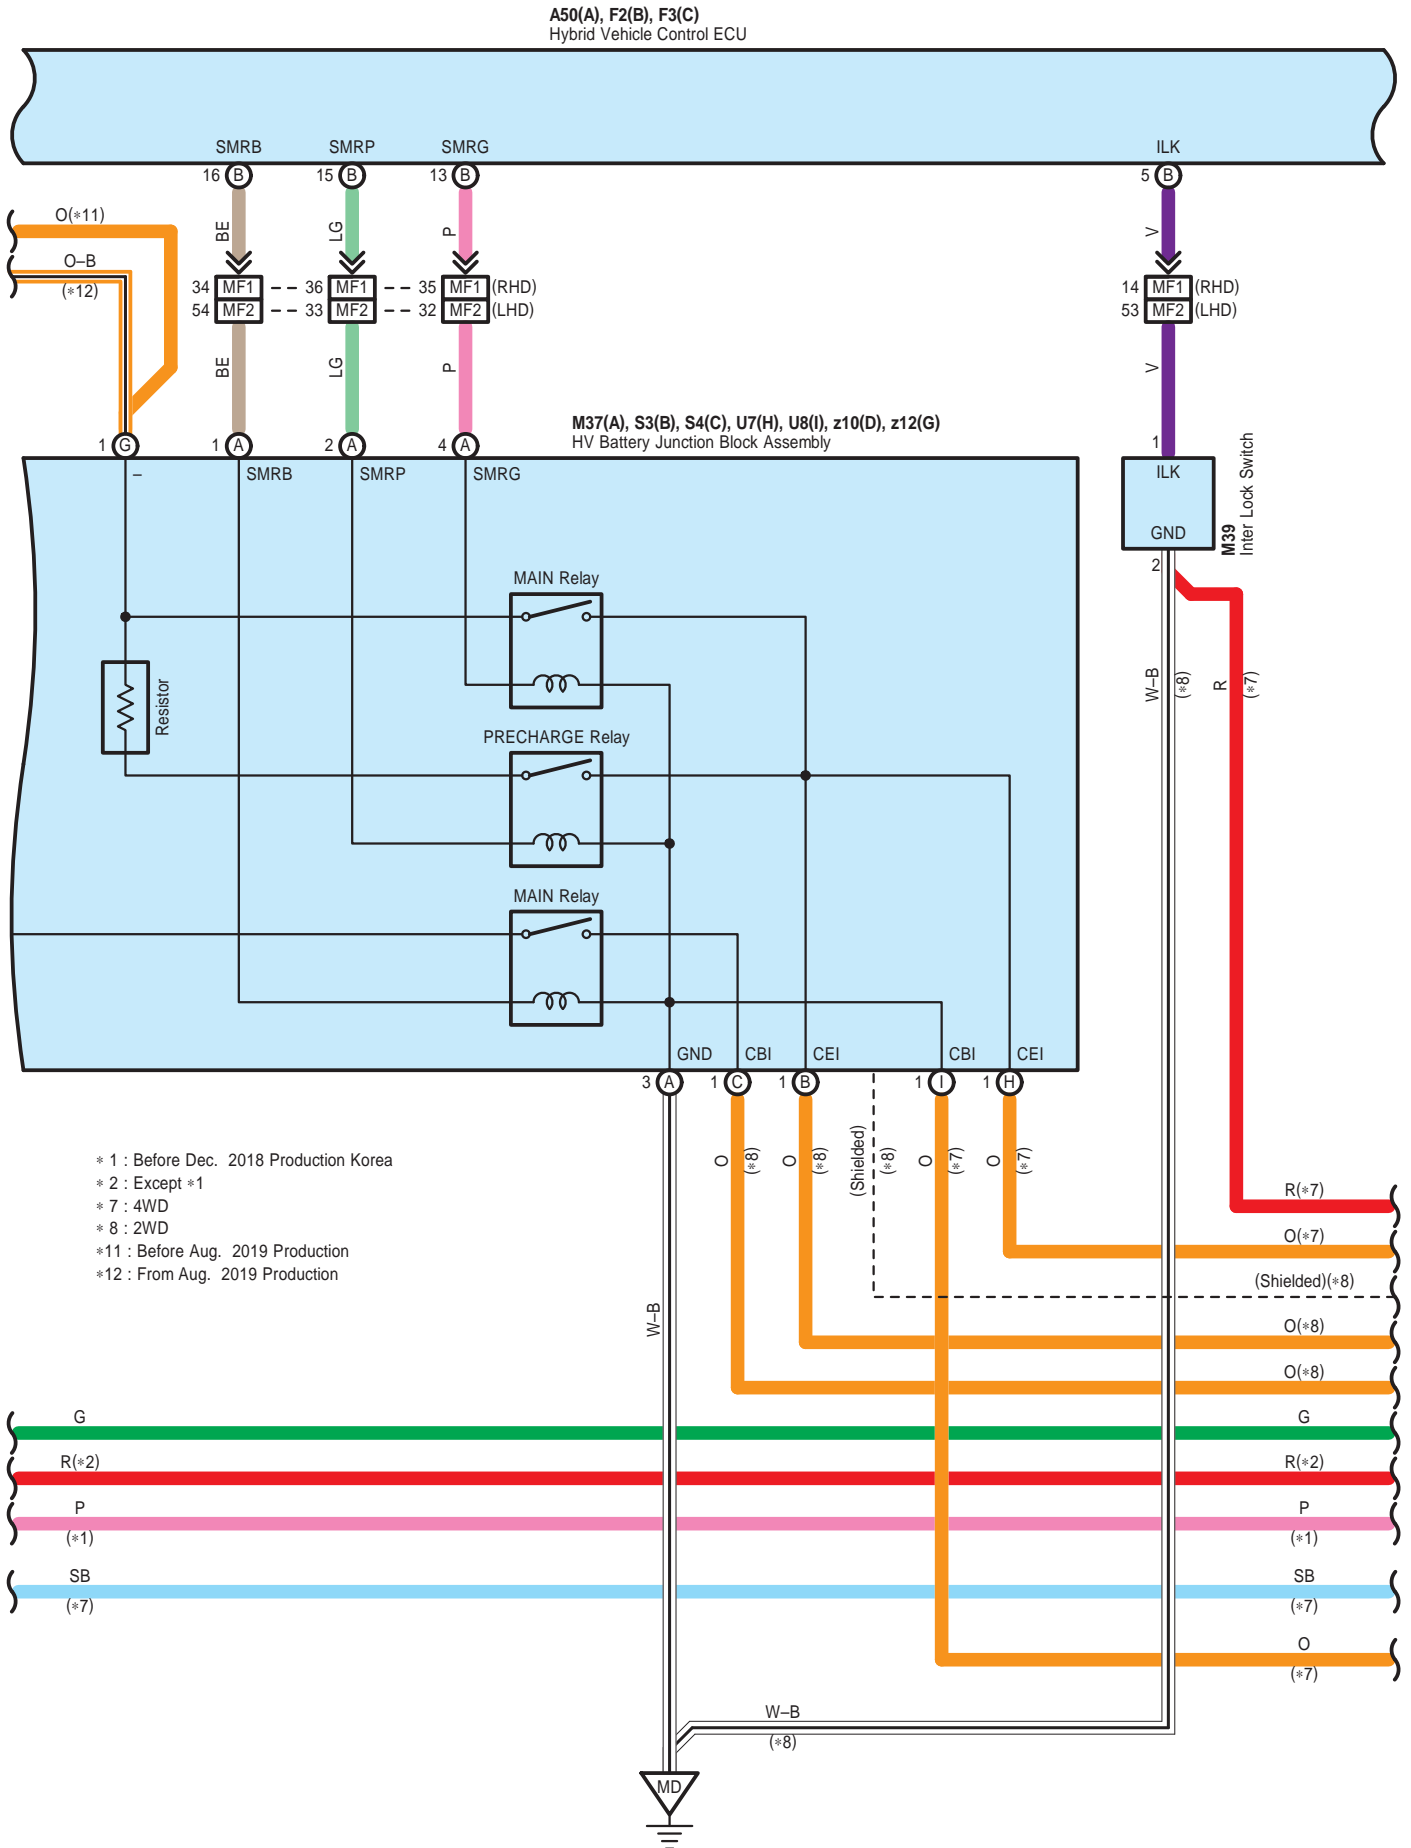 A50(A), F2(B), F3(C)
Hybrid Vehicle Control ECU
SMRB SMRP SMRG ILK
16 B 15 B 13 B 5 B
O(*11)
BE LG P V
O–B
(*12)
34 MF1 36 MF1 35 MF1 (RHD) 14 MF1 (RHD)
54 MF2 33 MF2 32 MF2 (LHD) 53 MF2 (LHD)
BE LG P V
M37(A), S3(B), S4(C), U7(H), U8(I), z10(D), z12(G)
HV Battery Junction Block Assembly
1 G 1 A 2 A 4 A 1
– SMRB SMRP SMRG ILK
GND
M39
Inter Lock Switch
2
MAIN Relay
Resistor
W–B (*8) R (*7)
PRECHARGE Relay
MAIN Relay
GND CBI CEI CBI CEI
3 A 1 C 1 B 1 I 1 H
O (*8) O (*8) (Shielded) (*8) O (*7) O (*7)
* 1 : Before Dec. 2018 Production Korea
* 2 : Except *1
* 7 : 4WD
* 8 : 2WD
*11 : Before Aug. 2019 Production
*12 : From Aug. 2019 Production
R(*7)
O(*7)
(Shielded)(*8)
W–B
O(*8)
O(*8)
G G
R(*2) R(*2)
P P
(*1) (*1)
SB SB
(*7) (*7)
O
(*7)
W–B
(*8)
MD